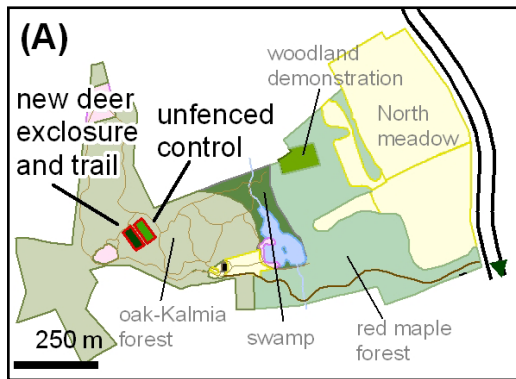 (A)
woodland
demonstration
new deer
exclosure
and trail
unfenced
control
North
meadow
oak-Kalmia
forest
swamp
red maple
forest
250 m